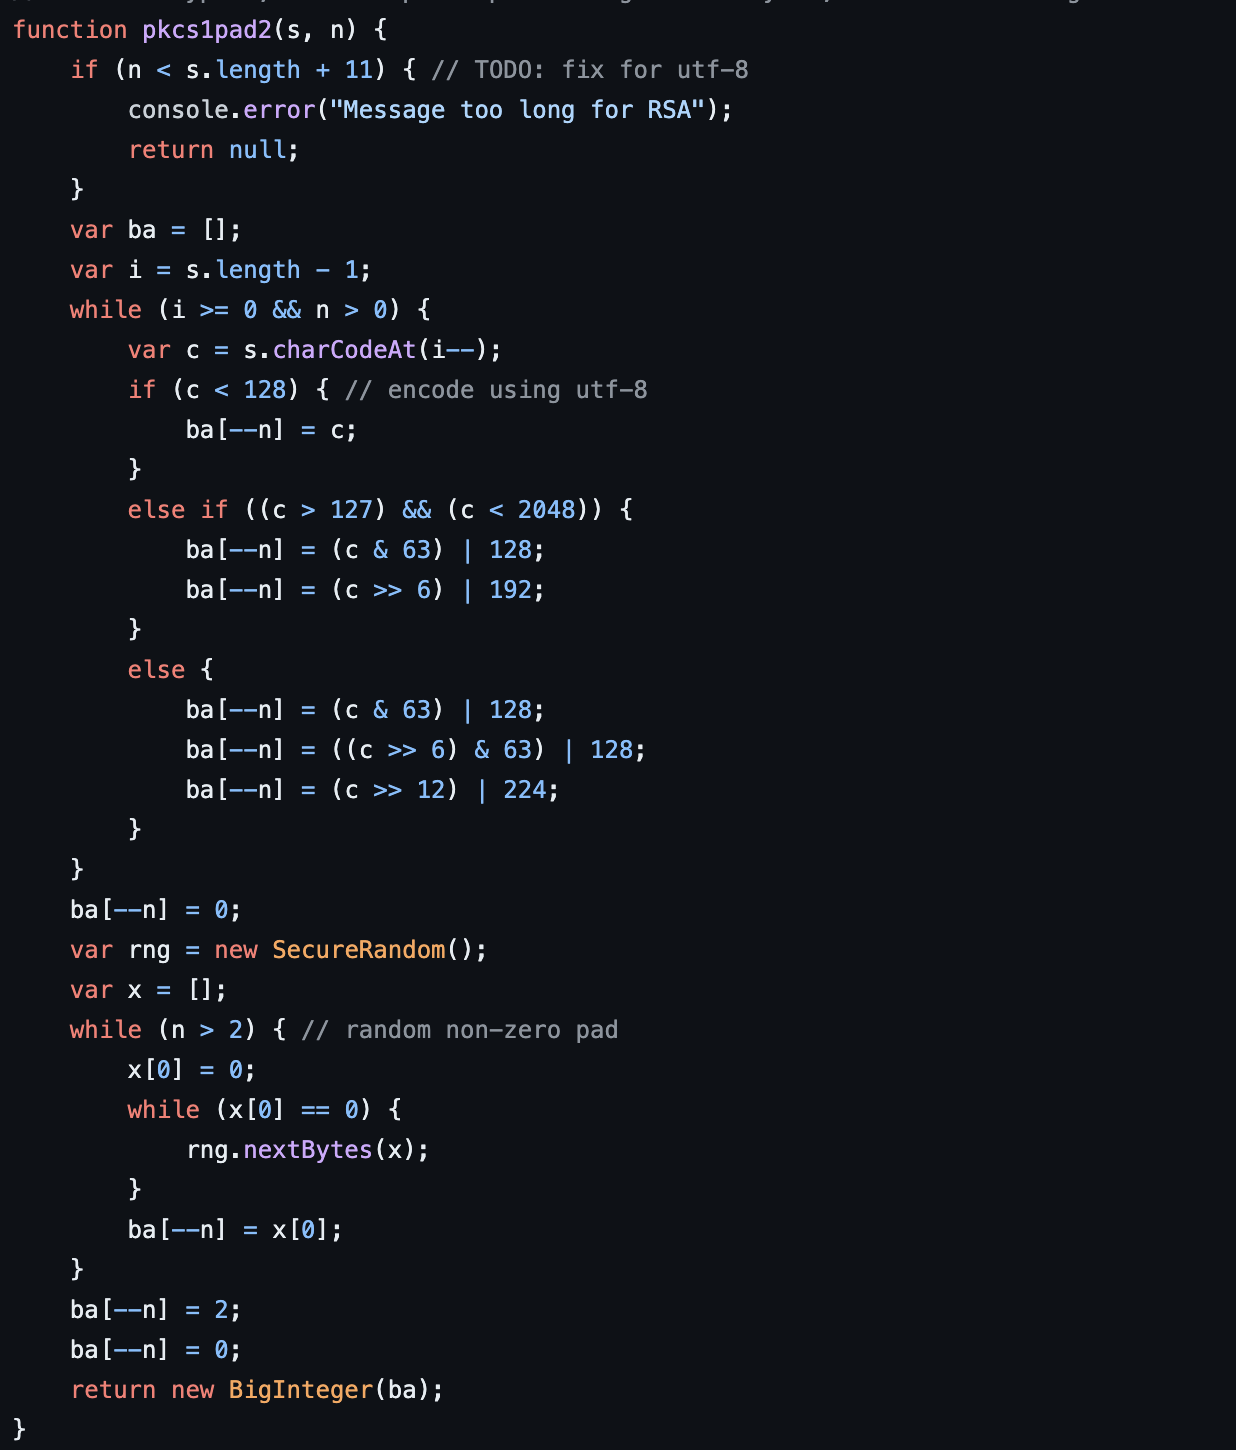 function pkcs1pad2(s, n) {
    if (n < s.length + 11) { // TODO: fix for utf-8
        console.error("Message too long for RSA");
        return null;
    }
    var ba = [];
    var i = s.length - 1;
    while (i >= 0 && n > 0) {
        var c = s.charCodeAt(i--);
        if (c < 128) { // encode using utf-8
            ba[--n] = c;
        }
        else if ((c > 127) && (c < 2048)) {
            ba[--n] = (c & 63) | 128;
            ba[--n] = (c >> 6) | 192;
        }
        else {
            ba[--n] = (c & 63) | 128;
            ba[--n] = ((c >> 6) & 63) | 128;
            ba[--n] = (c >> 12) | 224;
        }
    }
    ba[--n] = 0;
    var rng = new SecureRandom();
    var x = [];
    while (n > 2) { // random non-zero pad
        x[0] = 0;
        while (x[0] == 0) {
            rng.nextBytes(x);
        }
        ba[--n] = x[0];
    }
    ba[--n] = 2;
    ba[--n] = 0;
    return new BigInteger(ba);
}